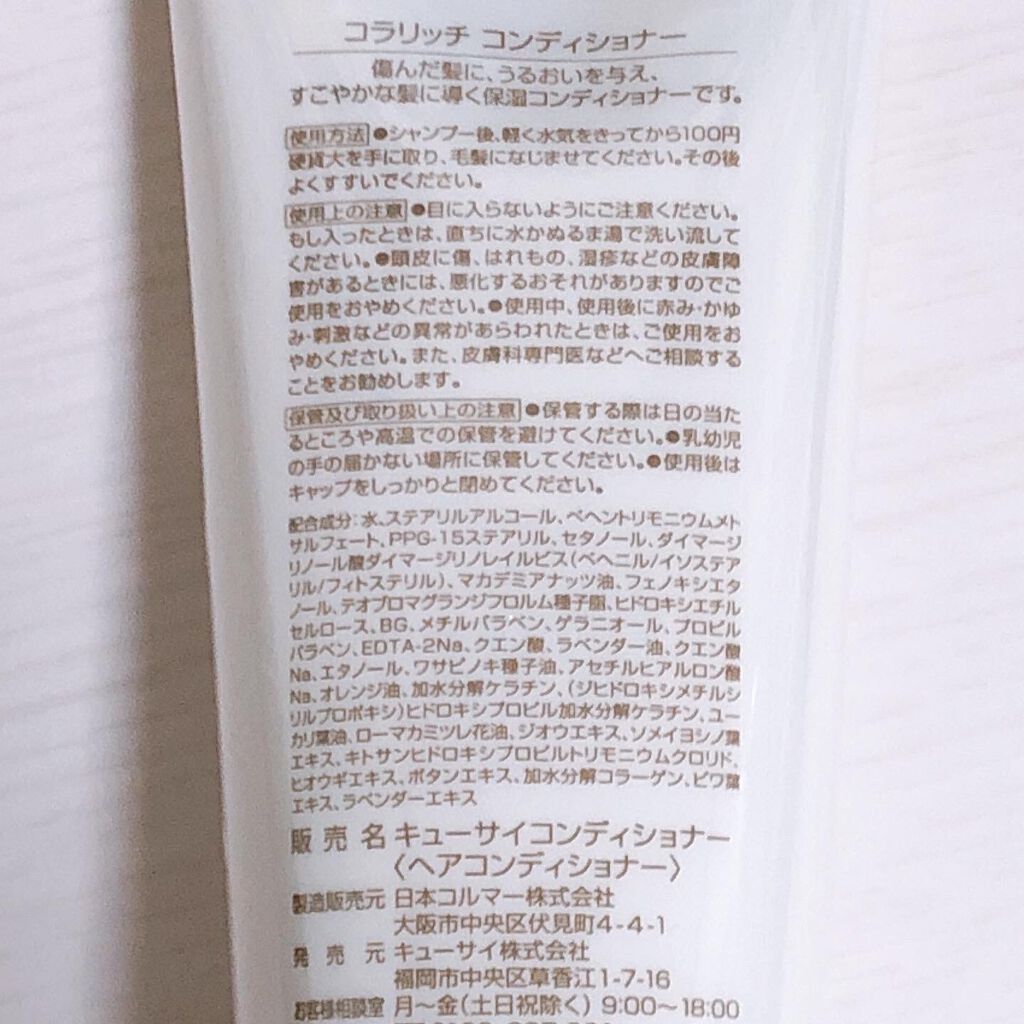 コラリッチ コンディショナー
傷んだ髪に、うるおいを与え、
すこやかな髪に導く保湿コンディショナーです。
使用方法 ●シャンプー後、軽く水気をきってから100円
硬貨大を手に取り、毛髪になじませてください。その後
よくすすいでください。
使用上の注意 ●目に入らないようにご注意ください。
もし入ったときは、直ちに水かぬるま湯で洗い流して
ください。●頭皮に傷、はれもの、湿疹などの皮膚障
害があるときには、悪化するおそれがありますのでご
使用をおやめください。●使用中、使用後に赤み・かゆ
み・刺激などの異常があらわれたときは、ご使用をお
やめください。また、皮膚科専門医などへご相談する
ことをお勧めします。
保管及び取り扱い上の注意 ●保管する際は日の当た
るところや高温での保管を避けてください。●乳幼児
の手の届かない場所に保管してください。●使用後は
キャップをしっかりと閉めてください。
配合成分：水、ステアリルアルコール、ベヘントリモニウムメト
サルフェート、PPG-15ステアリル、セタノール、ダイマージ
リノール酸ダイマージリノレイルビス(ベヘニル/イソステア
リル/フィトステリル)、マカデミアナッツ油、フェノキシエタ
ノール、テオブロマグランジフロルム種子脂、ヒドロキシエチル
セルロース、BG、メチルパラベン、ゲラニオール、プロピル
パラベン、EDTA-2Na、クエン酸、ラベンダー油、クエン酸
Na、エタノール、ワサビノキ種子油、アセチルヒアルロン酸
Na、オレンジ油、加水分解ケラチン、(ジヒドロキシメチルシ
リルプロポキシ)ヒドロキシプロピル加水分解ケラチン、ユー
カリ葉油、ローマカミツレ花油、ジオウエキス、ソメイヨシノ葉
エキス、キトサンヒドロキシプロピルトリモニウムクロリド、
ヒオウギエキス、ボタンエキス、加水分解コラーゲン、ビワ葉
エキス、ラベンダーエキス
販売名 キューサイコンディショナー
〈ヘアコンディショナー〉
製造販売元 日本コルマー株式会社
大阪市中央区伏見町4-4-1
発売元 キューサイ株式会社
福岡市中央区草香江1-7-16
お客様相談室 月～金(土日祝除く) 9:00～18:00